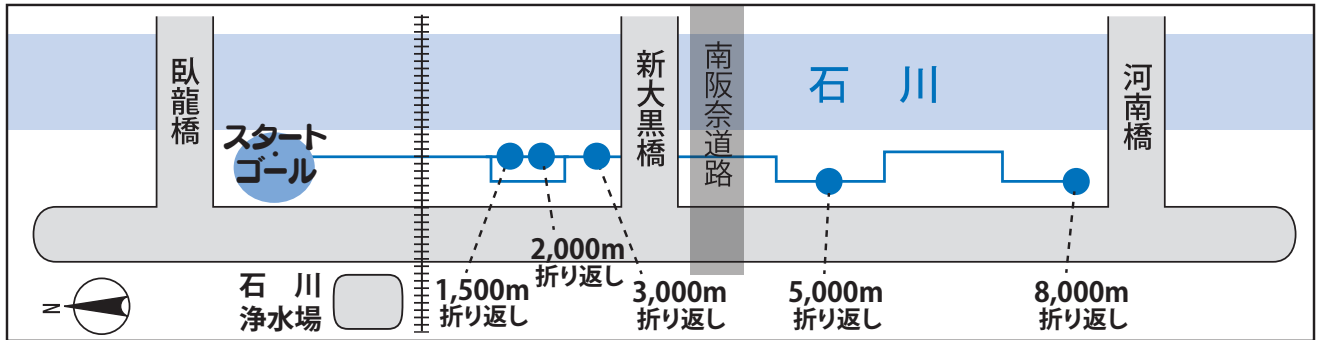 臥龍橋
スタート・
ゴール
新大黒橋
南阪奈道路
石川
河南橋
2,000m
折り返し
1,500m
折り返し
3,000m
折り返し
5,000m
折り返し
8,000m
折り返し
石川
浄水場
N